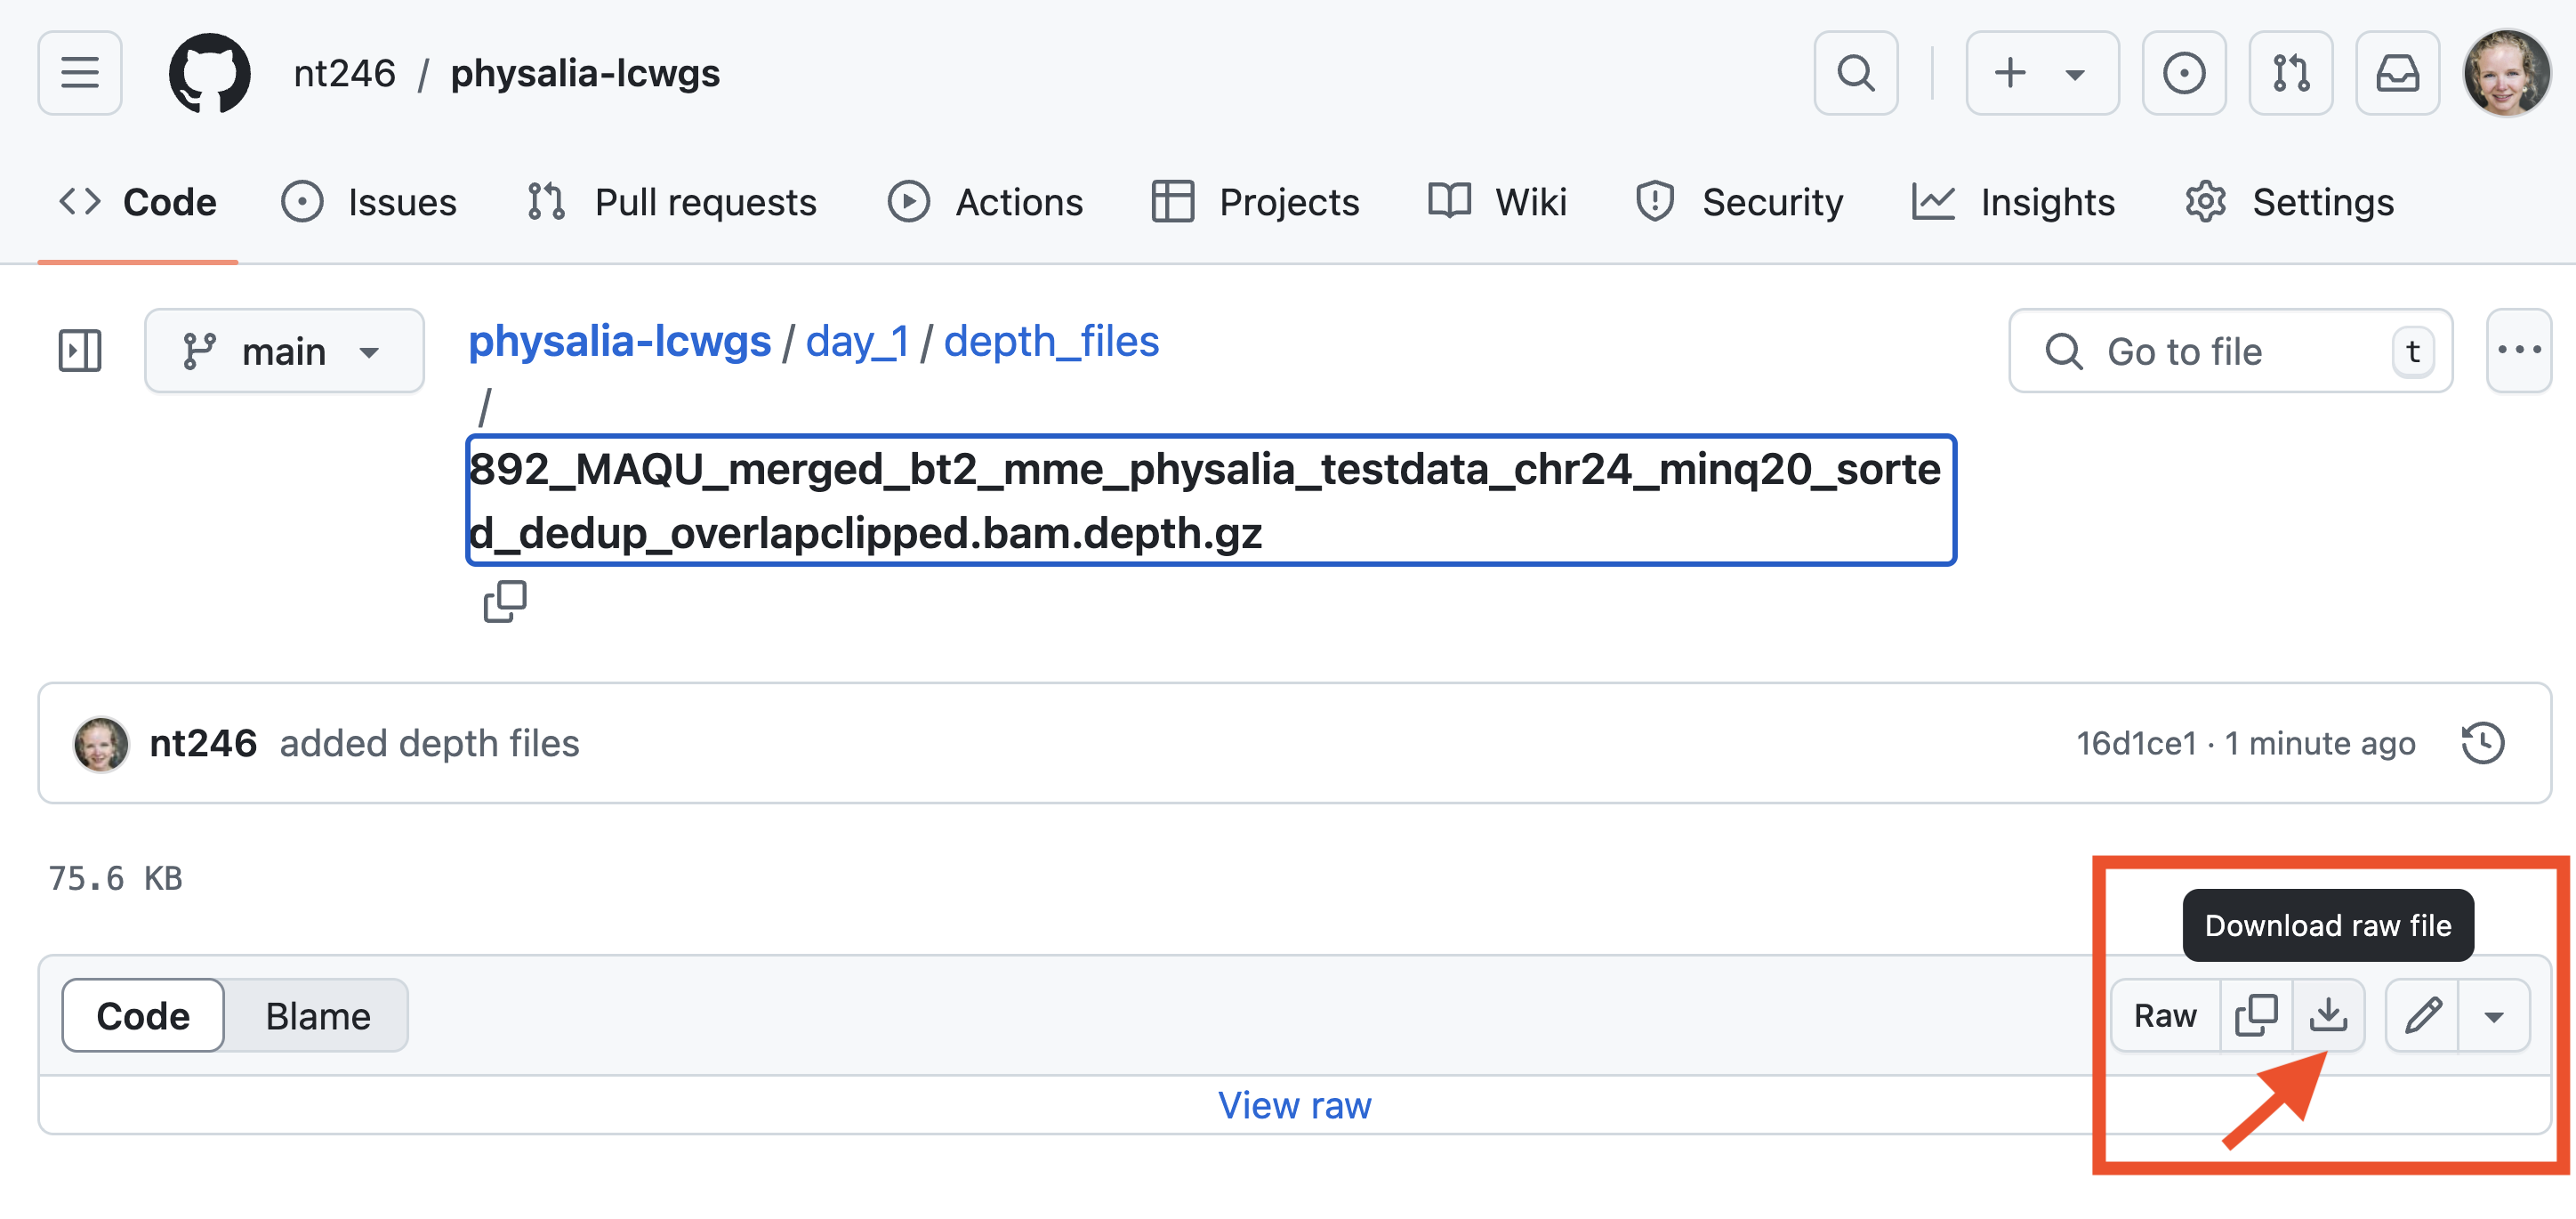 nt246 / physalia-lcwgs
Code Issues Pull requests Actions Projects Wiki Security Insights Settings
main physalia-lcwgs / day_1 / depth_files Go to file t
/
892_MAQU_merged_bt2_mme_physalia_testdata_chr24_minq20_sorte
d_dedup_overlapclipped.bam.depth.gz
nt246 added depth files 16d1ce1 · 1 minute ago
75.6 KB
Download raw file
Code Blame Raw
View raw